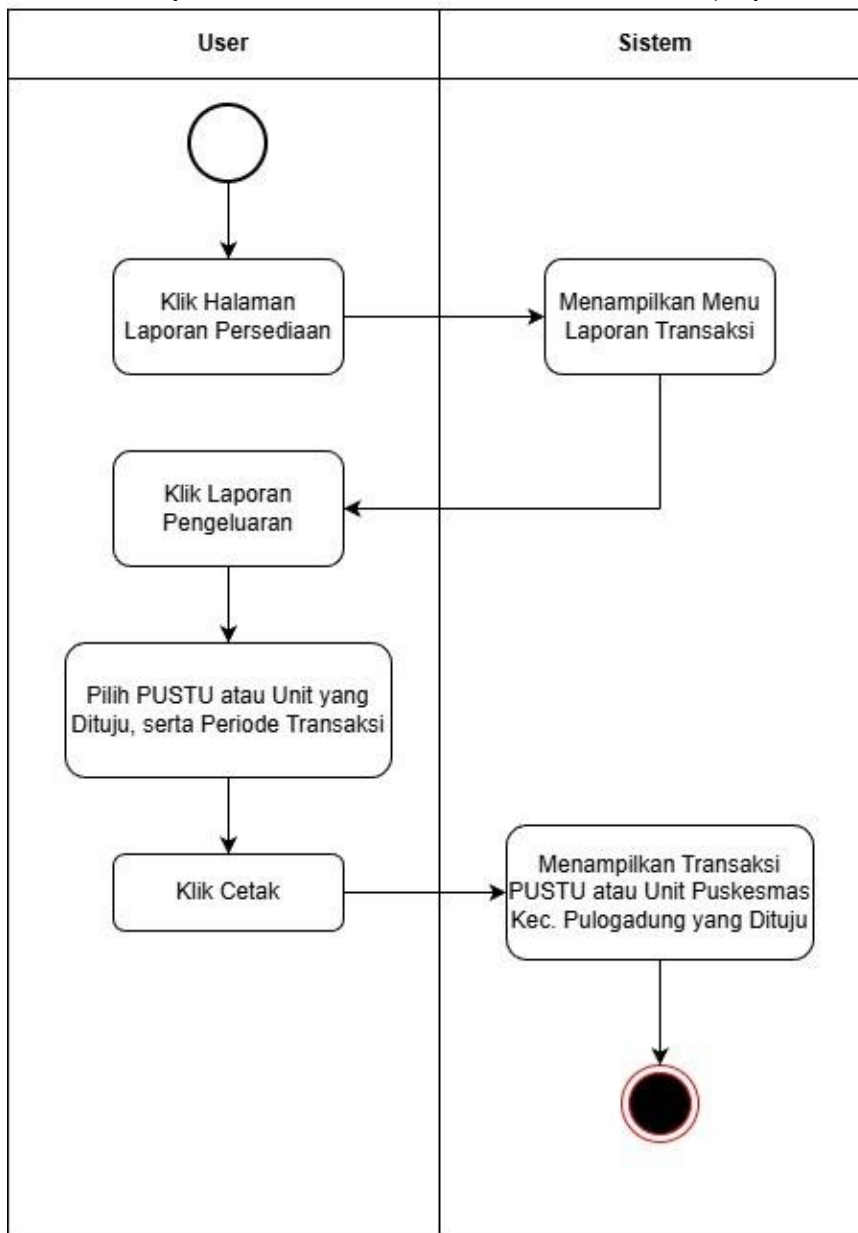 User
Sistem
Klik Halaman
Laporan Persediaan
Menampilkan Menu
Laporan Transaksi
Klik Laporan
Pengeluaran
Pilih PUSTU atau Unit yang
Dituju, serta Periode Transaksi
Klik Cetak
Menampilkan Transaksi
PUSTU atau Unit Puskesmas
Kec. Pulogadung yang Dituju